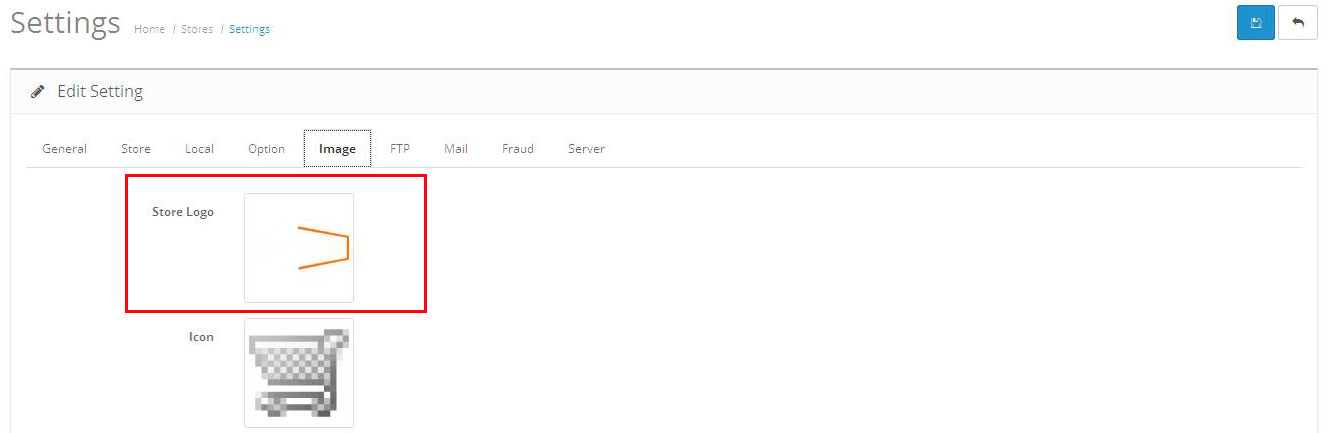 Settings Home / Stores / Settings
Edit Setting
General Store Local Option Image FTP Mail Fraud Server
Store Logo
Icon